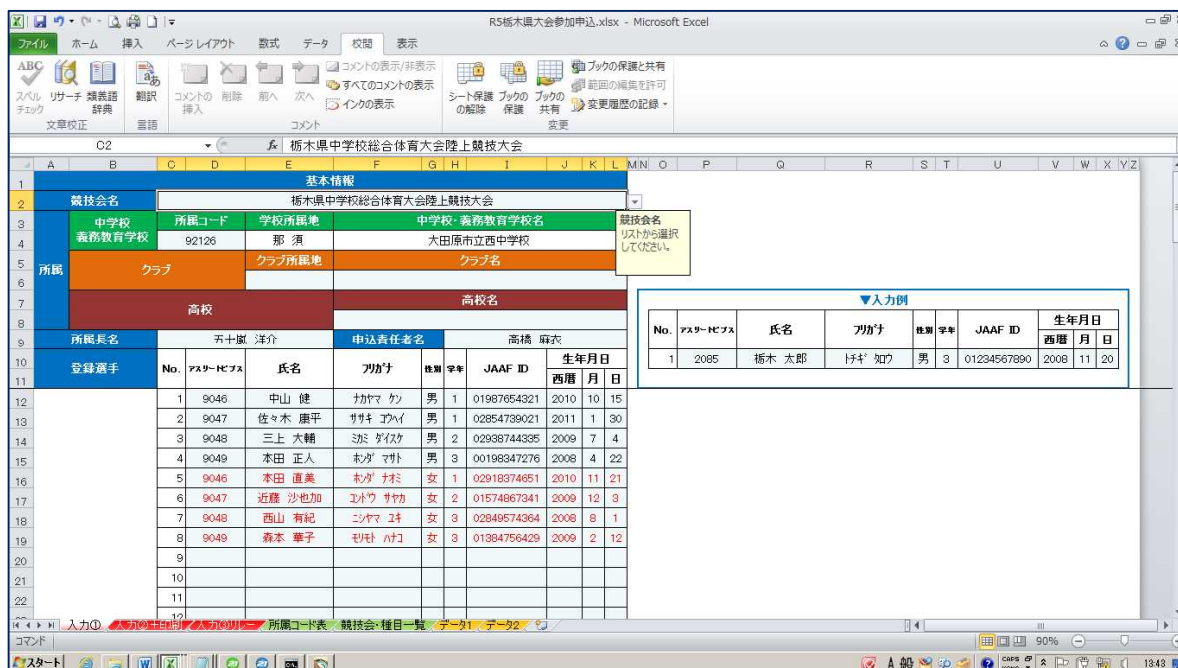 R5栃木県大会参加申込.xlsx - Microsoft Excel
ファイル ホーム 挿入 ページ レイアウト 数式 データ 校閲 表示
ABC
スペル チェック リサーチ 類義語 辞典 翻訳 コメントの 挿入 削除 前へ 次へ コメントの表示/非表示 すべてのコメントの表示 インクの表示 シート保護 の解除 ブックの 保護 ブックの 共有 ブックの保護と共有 範囲の編集を許可 変更履歴の記録
文章校正 言語 コメント 変更
C2 fx 栃木県中学校総合体育大会陸上競技大会
A B C D E F G H I J K L M N O P Q R S T U V W X Y Z
1 基本情報
2 競技会名 栃木県中学校総合体育大会陸上競技大会
競技会名
リストから選択
してください。
3 所属 中学校 義務教育学校 所属コード 学校所属地 中学校・義務教育学校名
4 92126 那 須 大田原市立西中学校
5 クラブ クラブ所属地 クラブ名
6
7 高校 高校名
8
9 所属長名 五十嵐 洋介 申込責任者名 高橋 麻衣
10 登録選手 No. アスリートビブス 氏名 フリガナ 性別 学年 JAAF ID 生年月日
11 西暦 月 日
12 1 9046 中山 健 ナカヤマ ケン 男 1 01987654321 2010 10 15
13 2 9047 佐々木 康平 ササキ コウヘイ 男 1 02854739021 2011 1 30
14 3 9048 三上 大輔 ミカミ ダイスケ 男 2 02938744335 2009 7 4
15 4 9049 本田 正人 ホンダ マサト 男 3 00198347276 2008 4 22
16 5 9046 本田 直美 ホンダ ナオミ 女 1 02918374651 2010 11 21
17 6 9047 近藤 沙也加 コンドウ サヤカ 女 2 01574867341 2009 12 3
18 7 9048 西山 有紀 ニシヤマ ユキ 女 3 02849574364 2008 8 1
19 8 9049 森本 華子 モリモト ハナコ 女 3 01384756429 2009 2 12
20 9
21 10
22 11
12
▼入力例
No. アスリートビブス 氏名 フリガナ 性別 学年 JAAF ID 生年月日
西暦 月 日
1 2085 栃木 太郎 トチギ タロウ 男 3 01234567890 2008 11 20
入力① 入力②+印刷 入力③リレー 所属コード表 競技会・種目一覧 データ1 データ2
コマンド 90%
スタート A 般 CAPS KANA 13:43